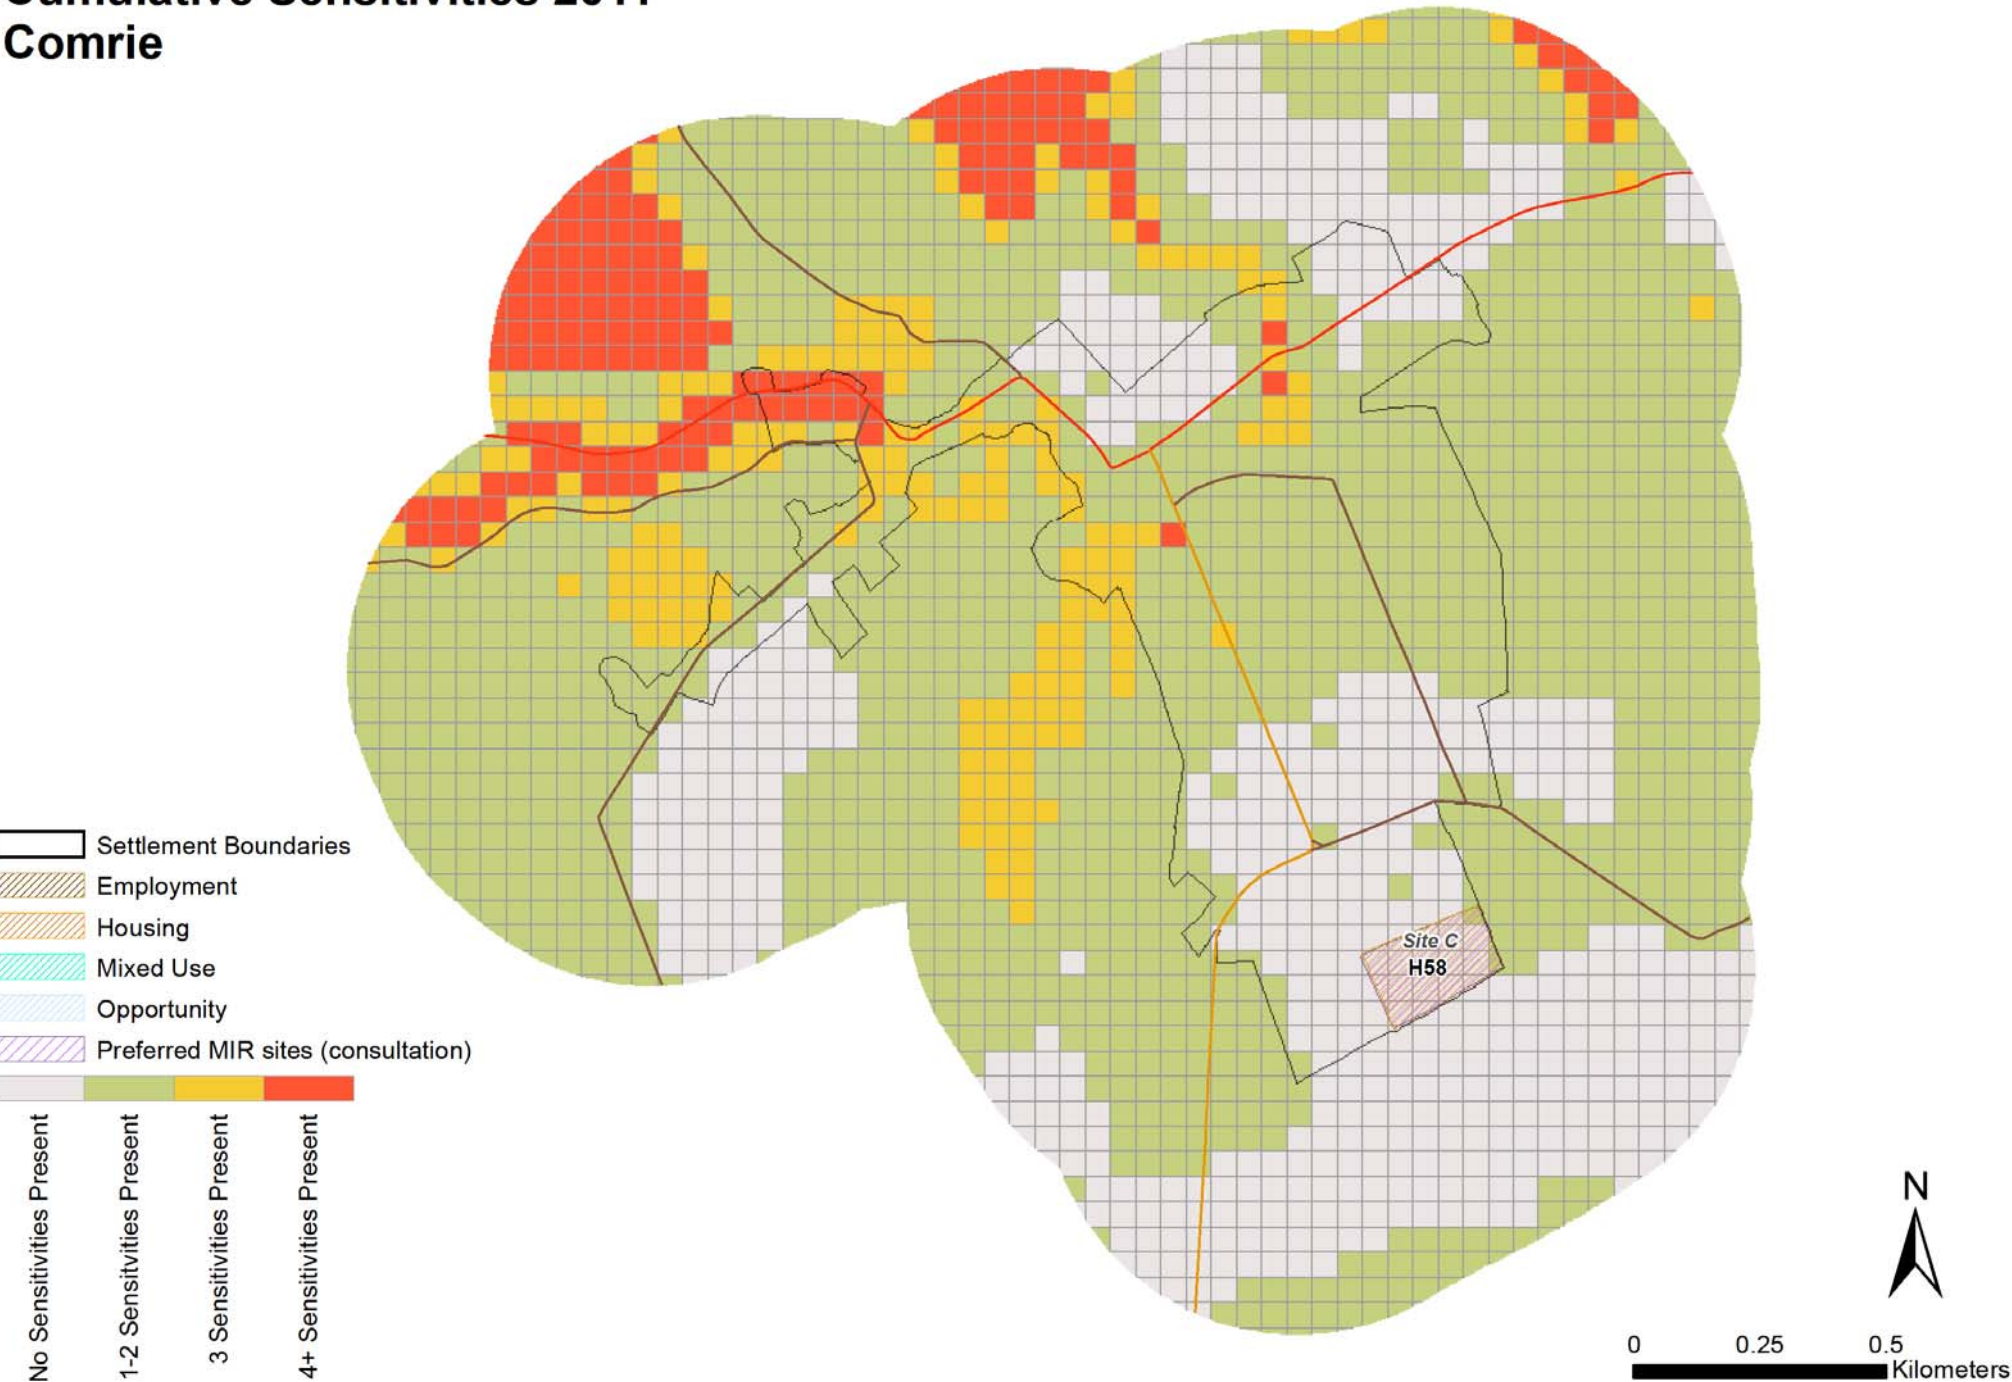 Comrie
Settlement Boundaries
Employment
Housing
Mixed Use
Opportunity
Preferred MIR sites (consultation)
No Sensitivities Present
1-2 Sensitvities Present
3 Sensitivities Present
4+ Sensitivities Present
Site C
H58
N
0 0.25 0.5
Kilometers